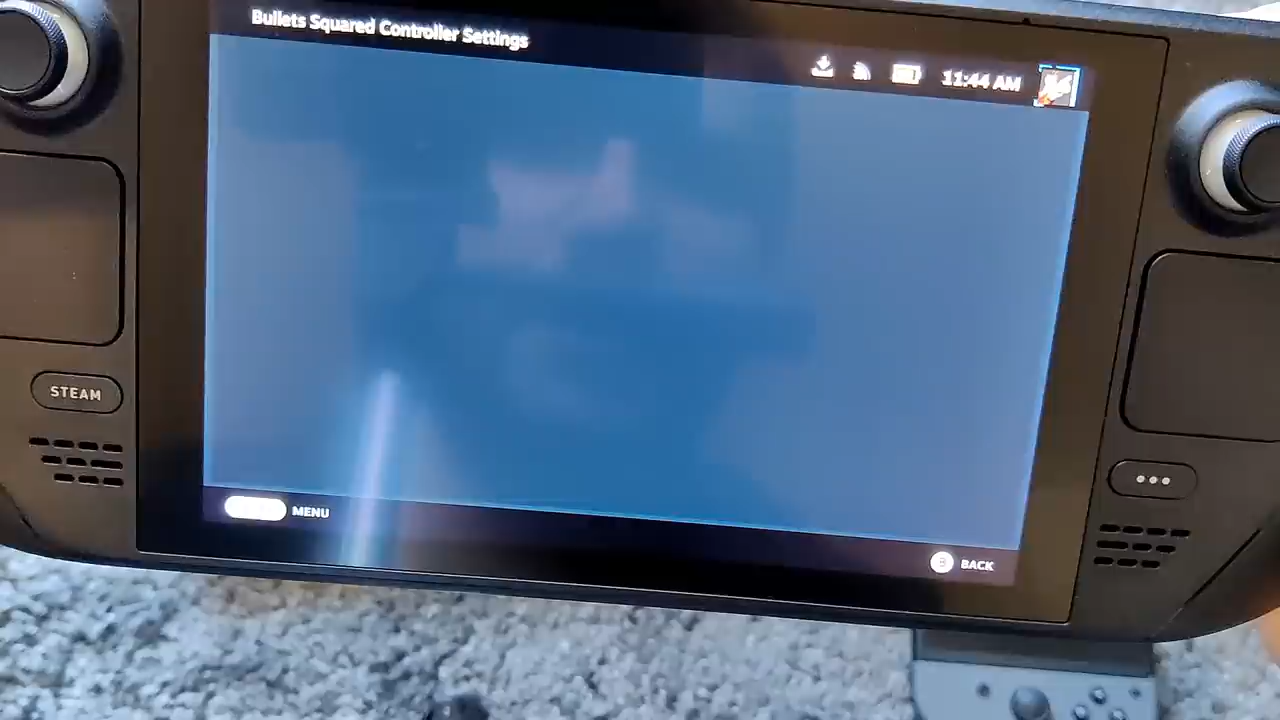 Bullets Squared Controller Settings
11:44 AM
STEAM
MENU
B BACK